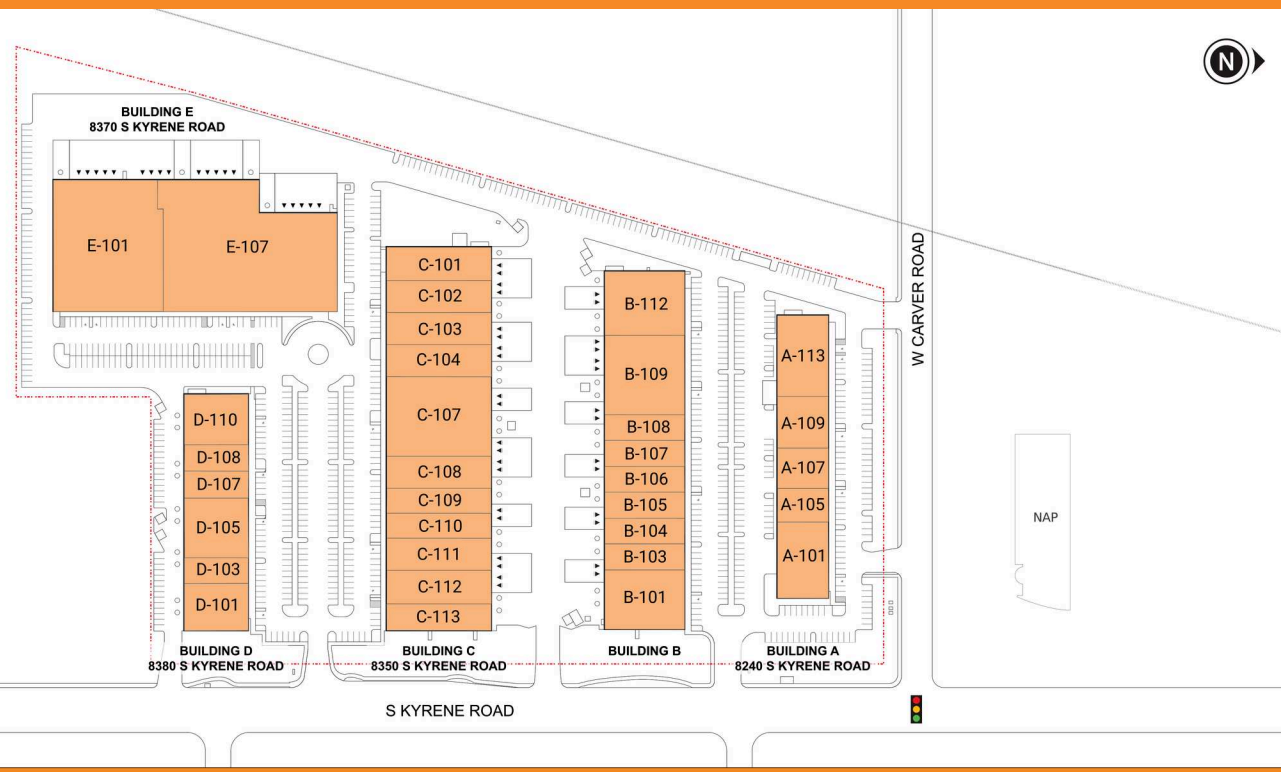 N
BUILDING E
8370 S KYRENE ROAD
E-101
E-107
C-101
C-102
C-103
C-104
C-107
C-108
C-109
C-110
C-111
C-112
C-113
B-112
B-109
B-108
B-107
B-106
B-105
B-104
B-103
B-101
A-113
A-109
A-107
A-105
A-101
D-110
D-108
D-107
D-105
D-103
D-101
W CARVER ROAD
NAP
BUILDING D
8380 S KYRENE ROAD
BUILDING C
8350 S KYRENE ROAD
BUILDING B
BUILDING A
8240 S KYRENE ROAD
S KYRENE ROAD